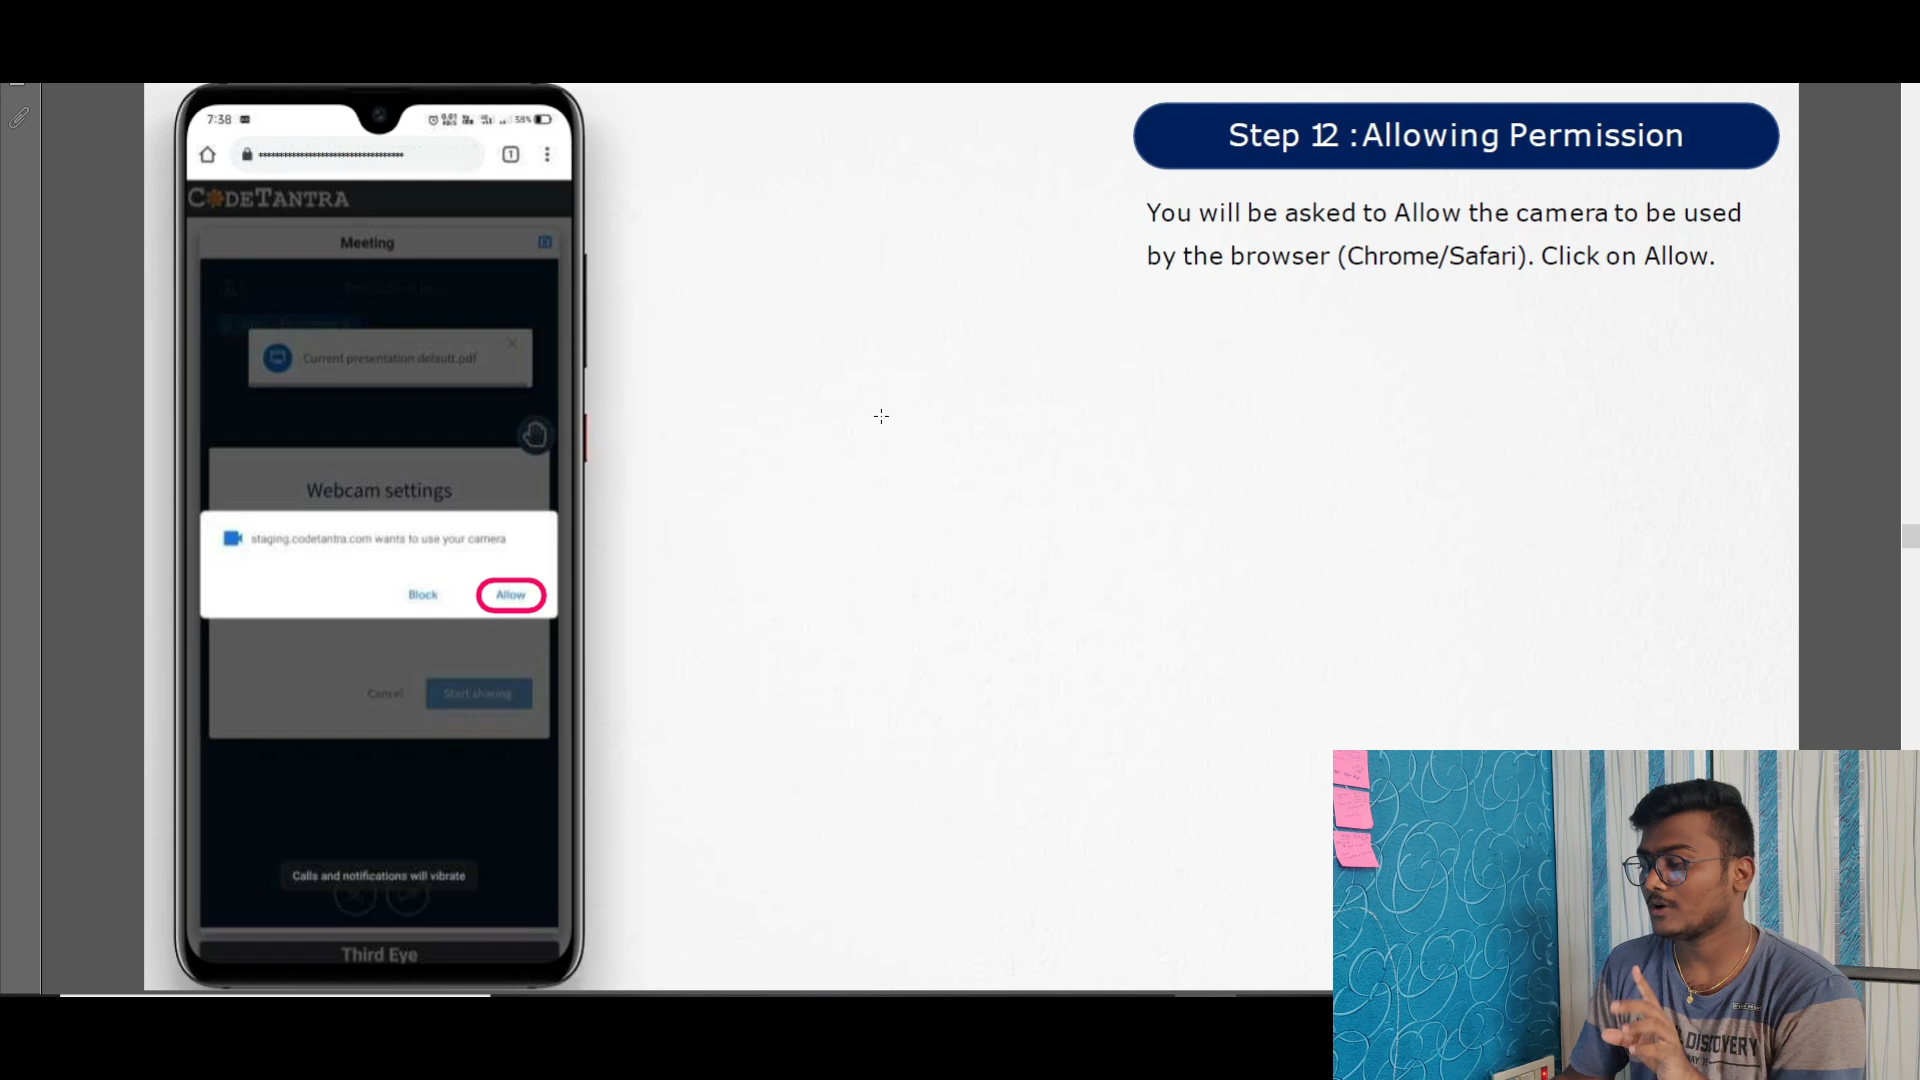 7:38
38%
1
CODETANTRA
Meeting
Current presentation default.pdf
Webcam settings
staging.codetantra.com wants to use your camera
Block
Allow
Cancel
Start sharing
Calls and notifications will vibrate
Third Eye
Step 12 : Allowing Permission
You will be asked to Allow the camera to be used
by the browser (Chrome/Safari). Click on Allow.
DISCOVERY